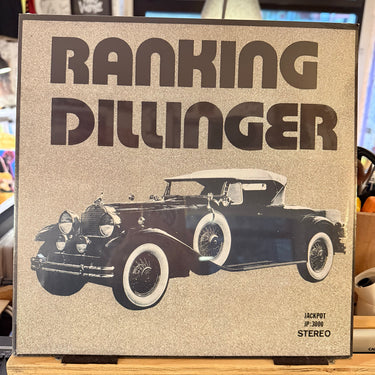 RANKING
DILLINGER
JACKPOT
JP:3000
STEREO